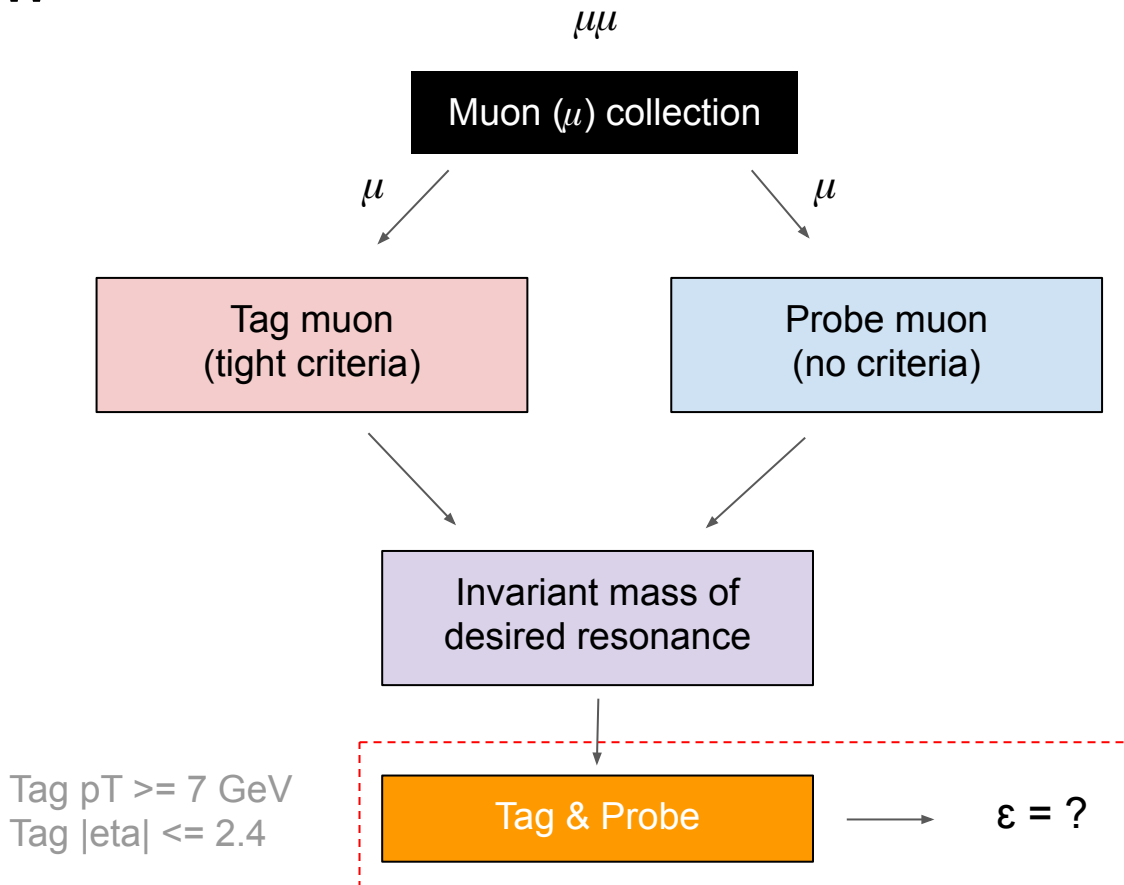 μμ
Muon (μ) collection
μ
μ
Tag muon
(tight criteria)
Probe muon
(no criteria)
Invariant mass of
desired resonance
Tag pT >= 7 GeV
Tag |eta| <= 2.4
Tag & Probe
ε = ?